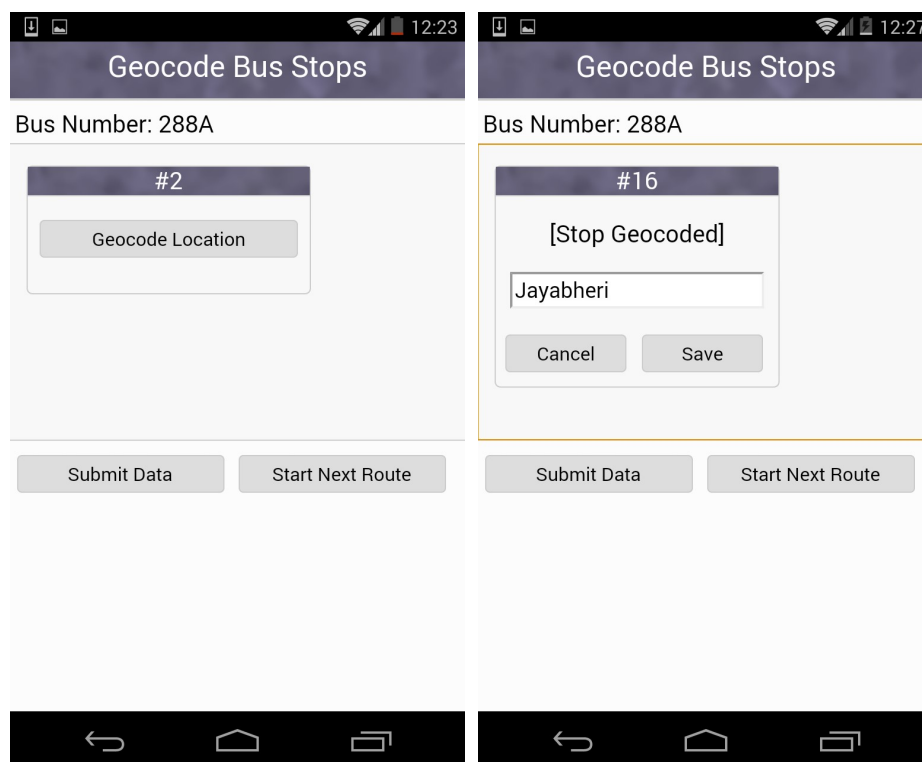 12:23
Geocode Bus Stops
Bus Number: 288A
#2
Geocode Location
Submit Data
Start Next Route
12:27
Geocode Bus Stops
Bus Number: 288A
#16
[Stop Geocoded]
Jayabheri
Cancel
Save
Submit Data
Start Next Route